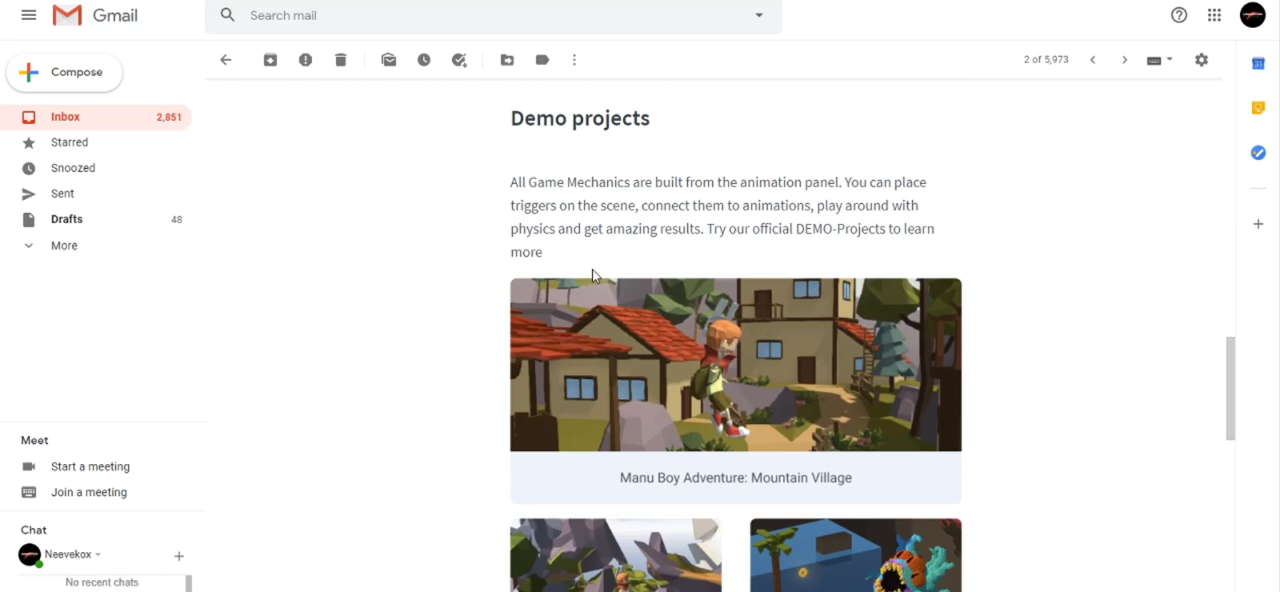 Gmail
Search mail
Compose
2 of 5,973
Inbox 2,851
Starred
Snoozed
Sent
Drafts 48
More
Demo projects
All Game Mechanics are built from the animation panel. You can place
triggers on the scene, connect them to animations, play around with
physics and get amazing results. Try our official DEMO-Projects to learn
more
Manu Boy Adventure: Mountain Village
Meet
Start a meeting
Join a meeting
Chat
Neevekox
No recent chats
31